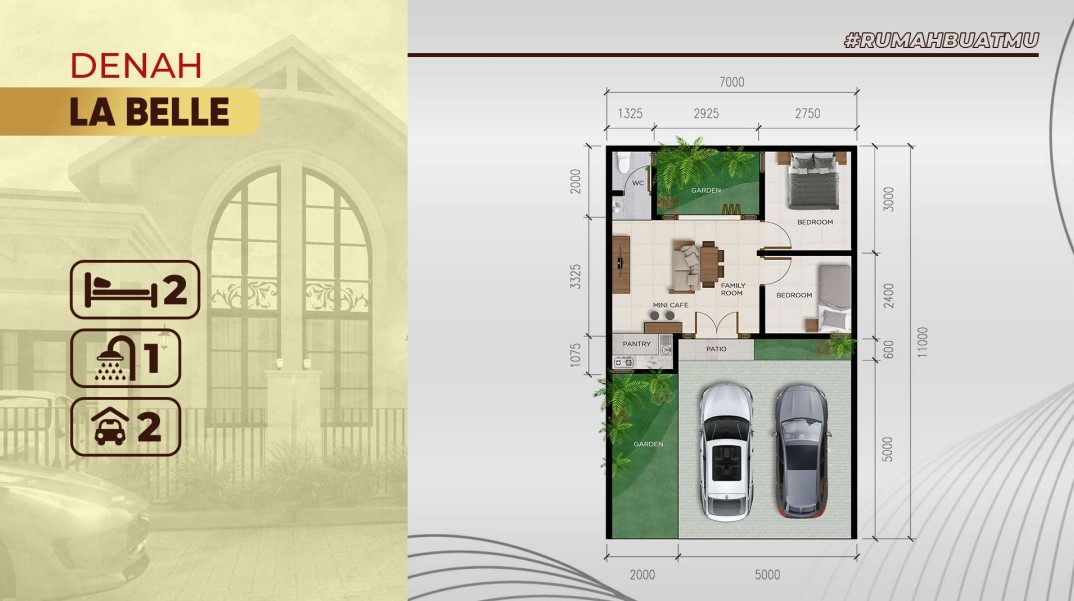 DENAH
LA BELLE
2
1
2
#RUMAHBUATMU
7000
1325
2925
2750
2000
3325
1075
WC
GARDEN
BEDROOM
FAMILY
ROOM
BEDROOM
MINI CAFE
PANTRY
PATIO
GARDEN
3000
2400
600
5000
11000
2000
5000